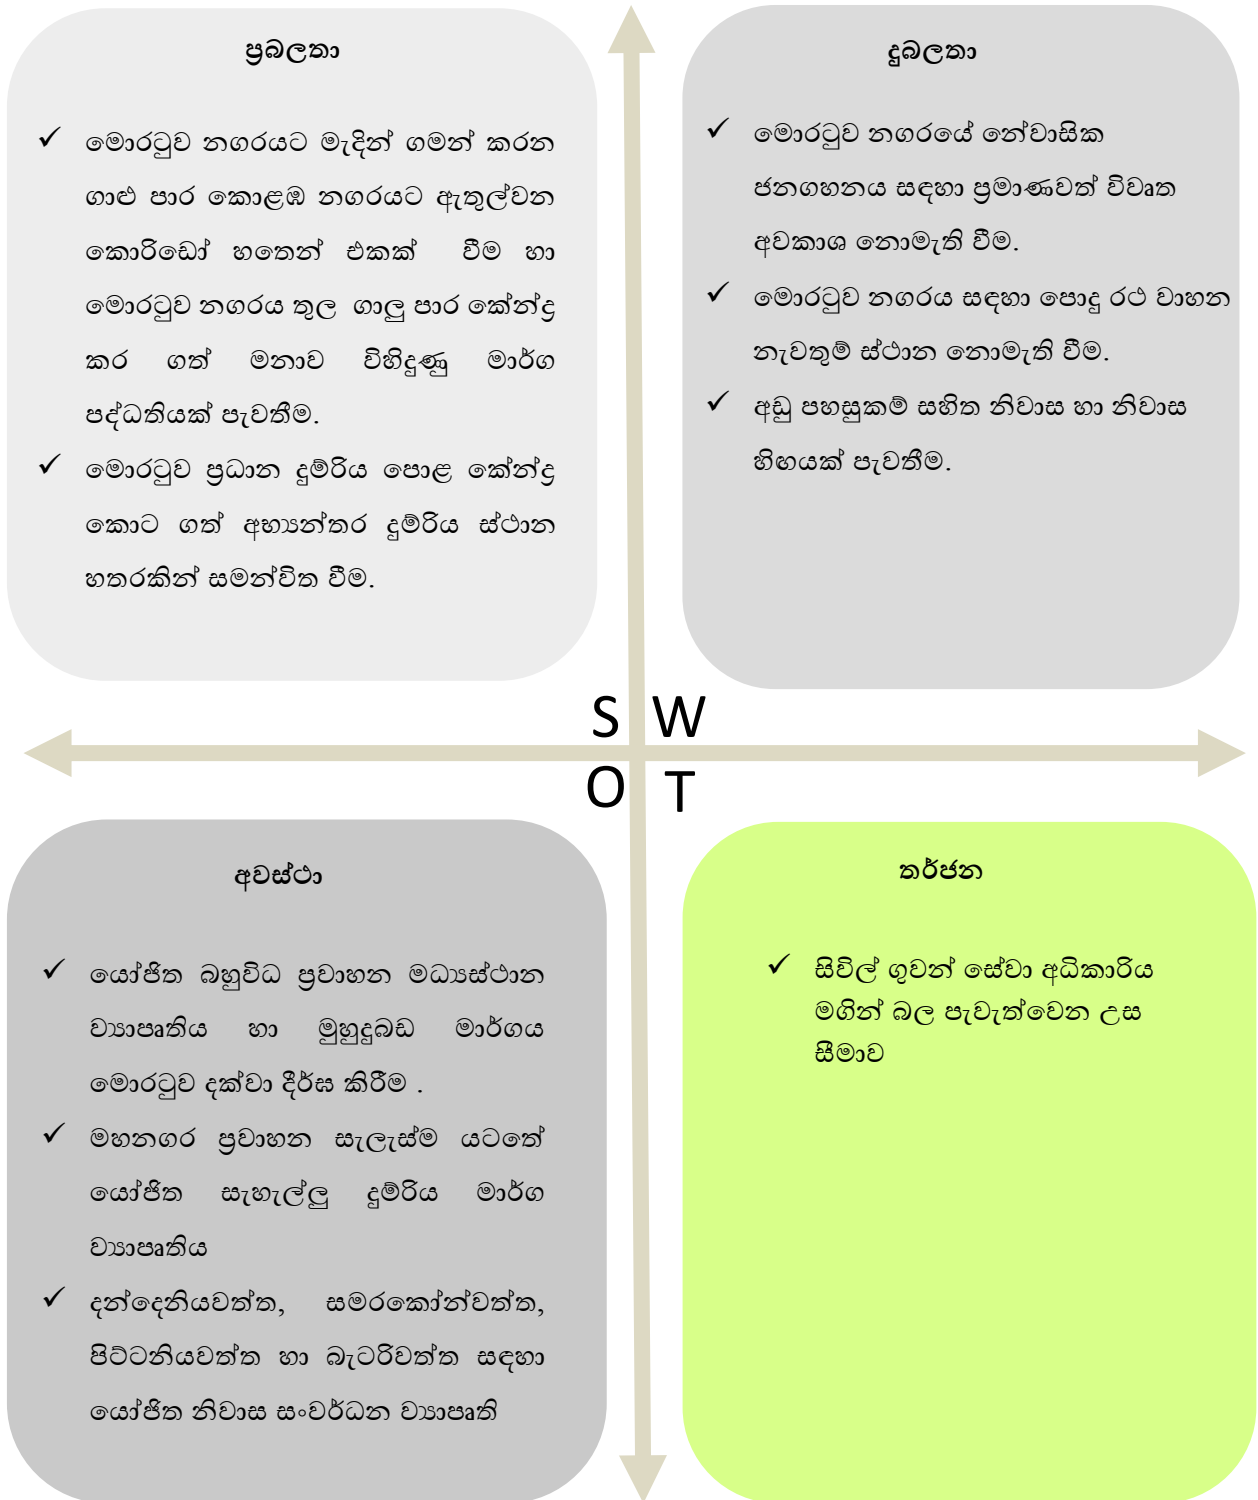 ප්‍රබලතා
✓ මොරටුව නගරයට මැදින් ගමන් කරන
ගාළු පාර කොළඹ නගරයට ඇතුල්වන
කොරිඩෝ හතෙන් එකක් වීම හා
මොරටුව නගරය තුල ගාලු පාර කේන්ද්‍ර
කර ගත් මනාව විහිදුණු මාර්ග
පද්ධතියක් පැවතීම.
✓ මොරටුව ප්‍රධාන දුම්රිය පොළ කේන්ද්‍ර
කොට ගත් අභ්‍යන්තර දුම්රිය ස්ථාන
හතරකින් සමන්විත වීම.
දුබලතා
✓ මොරටුව නගරයේ නේවාසික
ජනගහනය සඳහා ප්‍රමාණවත් විවෘත
අවකාශ නොමැති වීම.
✓ මොරටුව නගරය සඳහා පොදු රථ වාහන
නැවතුම් ස්ථාන නොමැති වීම.
✓ අඩු පහසුකම් සහිත නිවාස හා නිවාස
හිඟයක් පැවතීම.
S W
O T
අවස්ථා
✓ යෝජිත බහුවිධ ප්‍රවාහන මධ්‍යස්ථාන
ව්‍යාපෘතිය හා මුහුදුබඩ මාර්ගය
මොරටුව දක්වා දීර්ඝ කිරීම .
✓ මහනගර ප්‍රවාහන සැලැස්ම යටතේ
යෝජිත සැහැල්ලු දුම්රිය මාර්ග
ව්‍යාපෘතිය
✓ දන්දෙනියවත්ත, සමරකෝන්වත්ත,
පිට්ටනියවත්ත හා බැටරිවත්ත සඳහා
යෝජිත නිවාස සංවර්ධන ව්‍යාපෘති
තර්ජන
✓ සිවිල් ගුවන් සේවා අධිකාරිය
මගින් බල පැවැත්වෙන උස
සීමාව